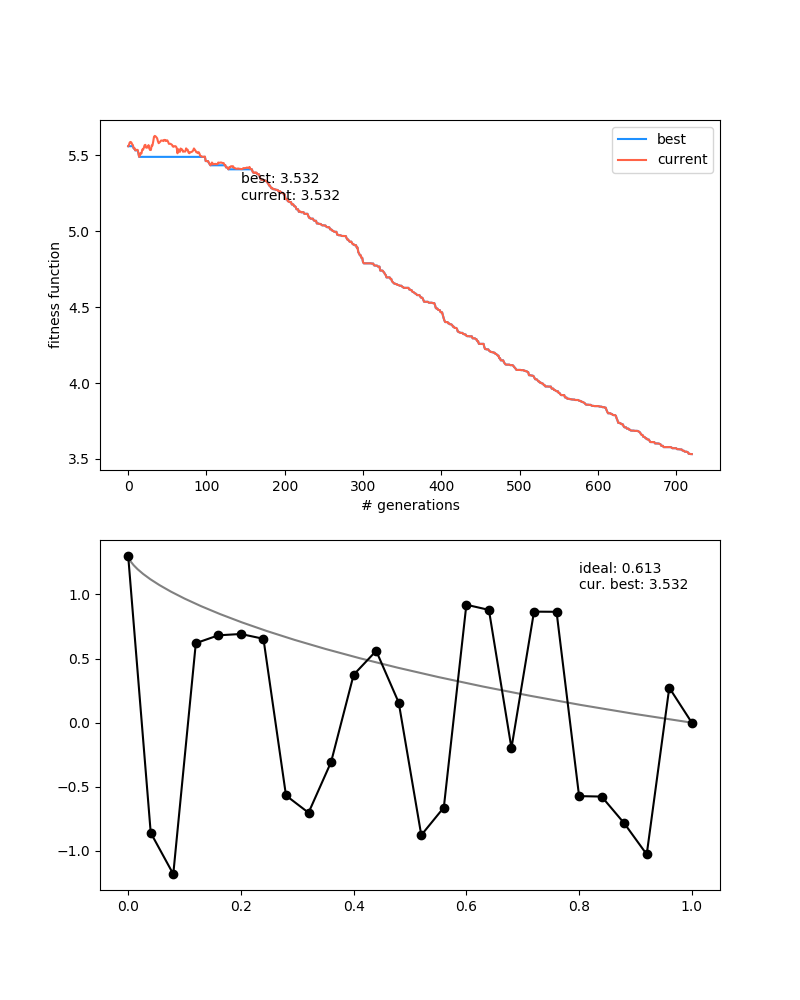 best
current
best: 3.532
current: 3.532
5.5
5.0
4.5
4.0
3.5
fitness function
0 100 200 300 400 500 600 700
# generations
ideal: 0.613
cur. best: 3.532
1.0
0.5
0.0
−0.5
−1.0
0.0 0.2 0.4 0.6 0.8 1.0